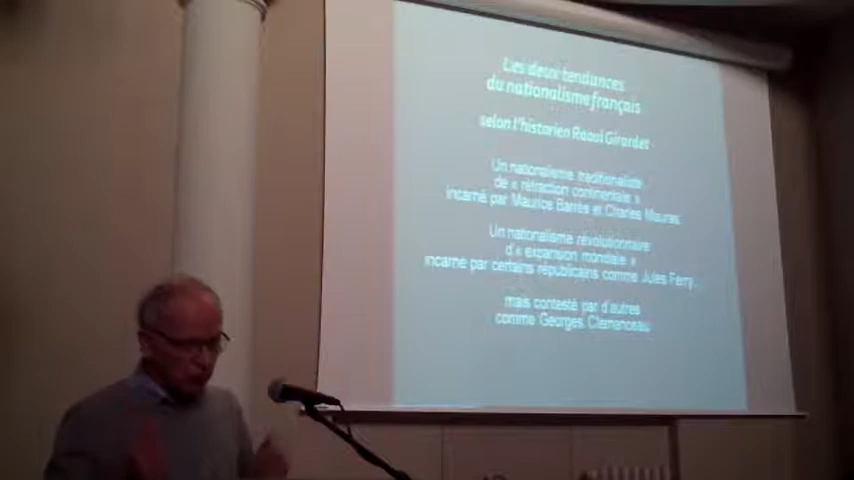 Les deux tendances
du nationalisme français
selon l'historien Raoul Girardet
Un nationalisme traditionaliste
de « rétraction continentale »
incarné par Maurice Barrès et Charles Mauras
Un nationalisme révolutionnaire
d'« expansion mondiale »
incarné par certains républicains comme Jules Ferry...
mais contesté par d'autres
comme Georges Clemenceau